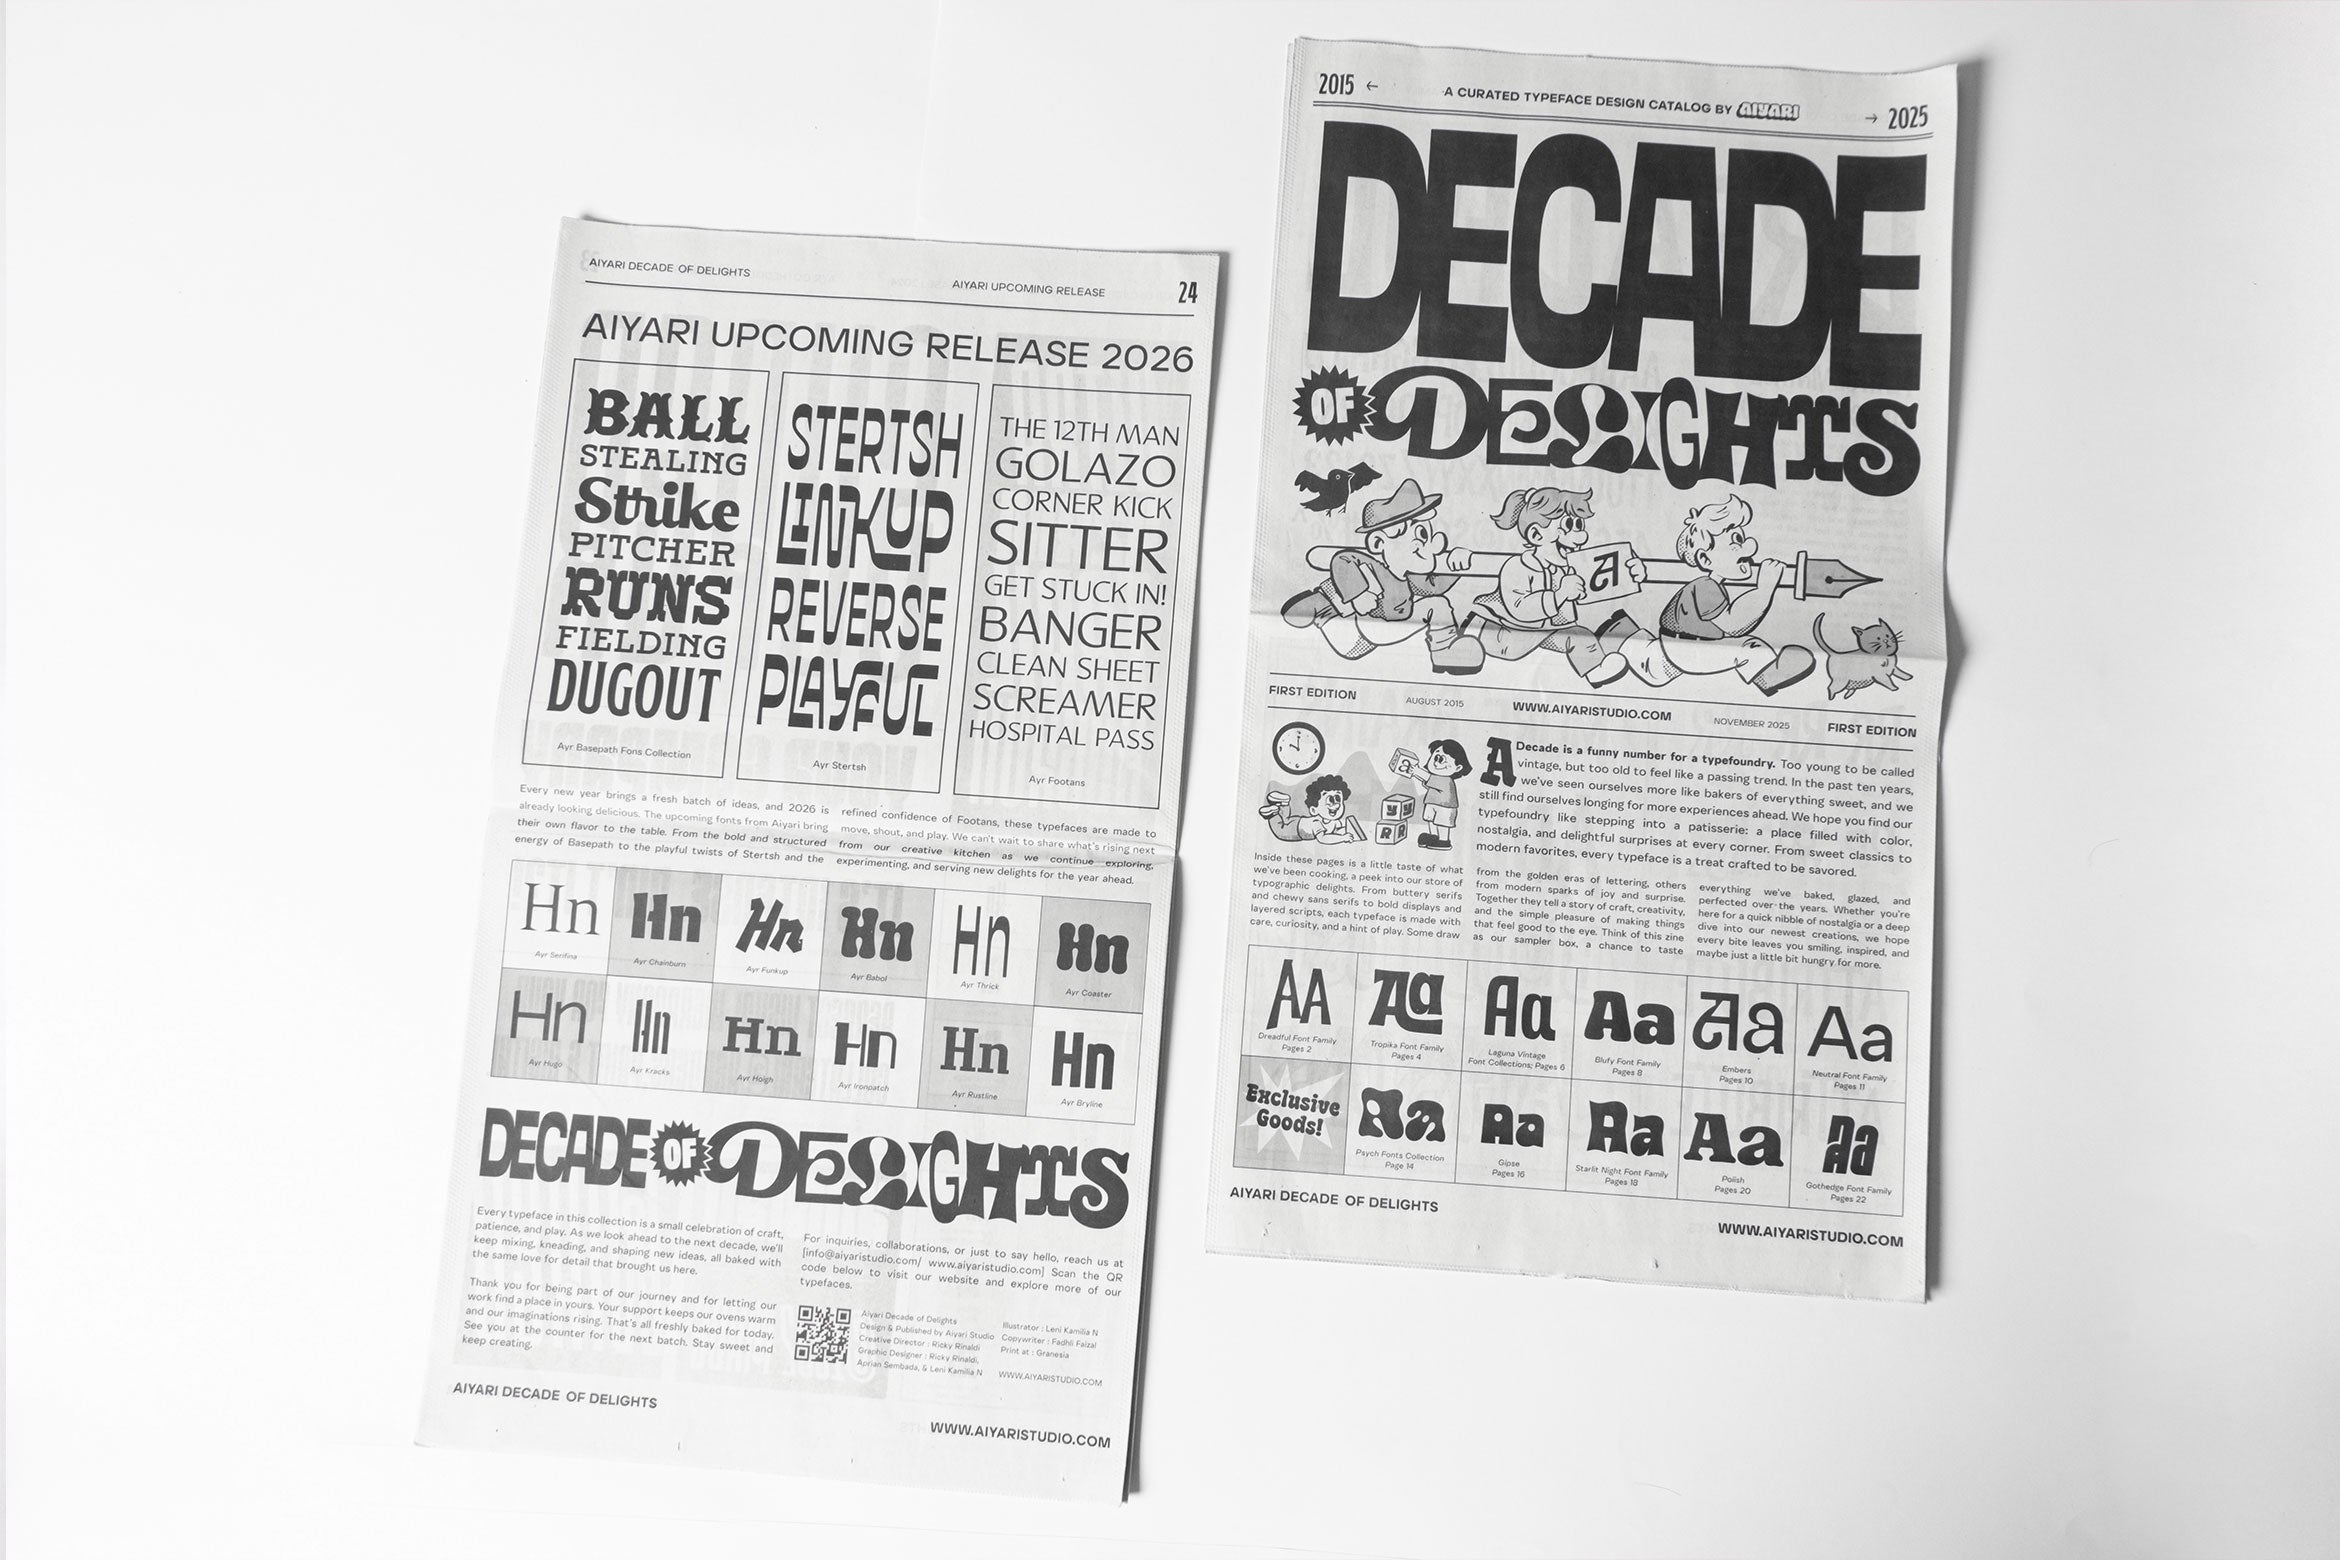 AIYARI DECADE OF DELIGHTS
AIYARI UPCOMING RELEASE
24
AIYARI UPCOMING RELEASE 2026
BALL
STEALING
Strike
PITCHER
RUNS
FIELDING
DUGOUT
Ayr Basepath Fons Collection
STERTSH
LINKUP
REVERSE
PLAYFUL
Ayr Stertsh
THE 12TH MAN
GOLAZO
CORNER KICK
SITTER
GET STUCK IN!
BANGER
CLEAN SHEET
SCREAMER
HOSPITAL PASS
Ayr Footans
Every new year brings a fresh batch of ideas, and 2026 is
already looking delicious. The upcoming fonts from Aiyari bring
their own flavor to the table. From the bold and structured
energy of Basepath to the playful twists of Stertsh and the
refined confidence of Footans, these typefaces are made to
move, shout, and play. We can't wait to share what's rising next
from our creative kitchen as we continue exploring,
experimenting, and serving new delights for the year ahead.
Hn
Ayr Serifina
Hn
Ayr Chainburn
Hn
Ayr Funkup
Hn
Ayr Babol
Hn
Ayr Thrick
Hn
Ayr Coaster
Hn
Ayr Hugo
Hn
Ayr Kracks
Hn
Ayr Hoigh
Hn
Ayr Ironpatch
Hn
Ayr Rustline
Hn
Ayr Bryline
DECADE OF DELIGHTS
Every typeface in this collection is a small celebration of craft,
patience, and play. As we look ahead to the next decade, we'll
keep mixing, kneading, and shaping new ideas, all baked with
the same love for detail that brought us here.
Thank you for being part of our journey and for letting our
work find a place in yours. Your support keeps our ovens warm
and our imaginations rising. That's all freshly baked for today.
See you at the counter for the next batch. Stay sweet and
keep creating.
For inquiries, collaborations, or just to say hello, reach us at
[info@aiyaristudio.com/ www.aiyaristudio.com] Scan the QR
code below to visit our website and explore more of our
typefaces.
Aiyari Decade of Delights
Design & Published by Aiyari Studio
Creative Director : Ricky Rinaldi
Graphic Designer : Ricky Rinaldi,
Aprian Sembada, & Leni Kamilia N
Illustrator : Leni Kamilia N
Copywriter : Fadhli Faizal
Print at : Granesia
WWW.AIYARISTUDIO.COM
AIYARI DECADE OF DELIGHTS
WWW.AIYARISTUDIO.COM
2015 ←
A CURATED TYPEFACE DESIGN CATALOG BY AIYARI
→ 2025
DECADE
OF DELIGHTS
a
FIRST EDITION
AUGUST 2015
WWW.AIYARISTUDIO.COM
NOVEMBER 2025
FIRST EDITION
a
Y Y
R R
A Decade is a funny number for a typefoundry. Too young to be called
vintage, but too old to feel like a passing trend. In the past ten years,
we've seen ourselves more like bakers of everything sweet, and we
still find ourselves longing for more experiences ahead. We hope you find our
typefoundry like stepping into a patisserie: a place filled with color,
nostalgia, and delightful surprises at every corner. From sweet classics to
modern favorites, every typeface is a treat crafted to be savored.
Inside these pages is a little taste of what
we've been cooking, a peek into our store of
typographic delights. From buttery serifs
and chewy sans serifs to bold displays and
layered scripts, each typeface is made with
care, curiosity, and a hint of play. Some draw
from the golden eras of lettering, others
from modern sparks of joy and surprise.
Together they tell a story of craft, creativity,
and the simple pleasure of making things
that feel good to the eye. Think of this zine
as our sampler box, a chance to taste
everything we've baked, glazed, and
perfected over the years. Whether you're
here for a quick nibble of nostalgia or a deep
dive into our newest creations, we hope
every bite leaves you smiling, inspired, and
maybe just a little bit hungry for more.
AA
Dreadful Font Family
Pages 2
Aa
Tropika Font Family
Pages 4
Aa
Laguna Vintage
Font Collections; Pages 6
Aa
Blufy Font Family
Pages 8
Aa
Embers
Pages 10
Aa
Neutral Font Family
Pages 11
Exclusive
Goods!
Aa
Psych Fonts Collection
Page 14
Aa
Gipse
Pages 16
Aa
Starlit Night Font Family
Pages 18
Aa
Polish
Pages 20
Aa
Gothedge Font Family
Pages 22
AIYARI DECADE OF DELIGHTS
WWW.AIYARISTUDIO.COM